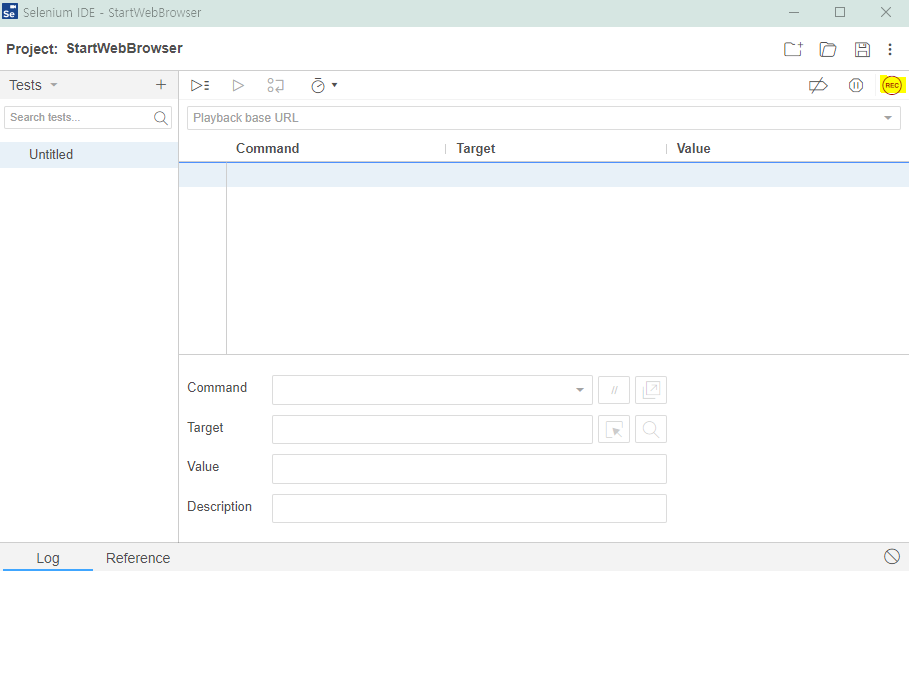 Se Selenium IDE - StartWebBrowser
Project: StartWebBrowser
Tests
REC
Search tests...
Playback base URL
Untitled
Command Target Value
Command
//
Target
Value
Description
Log Reference